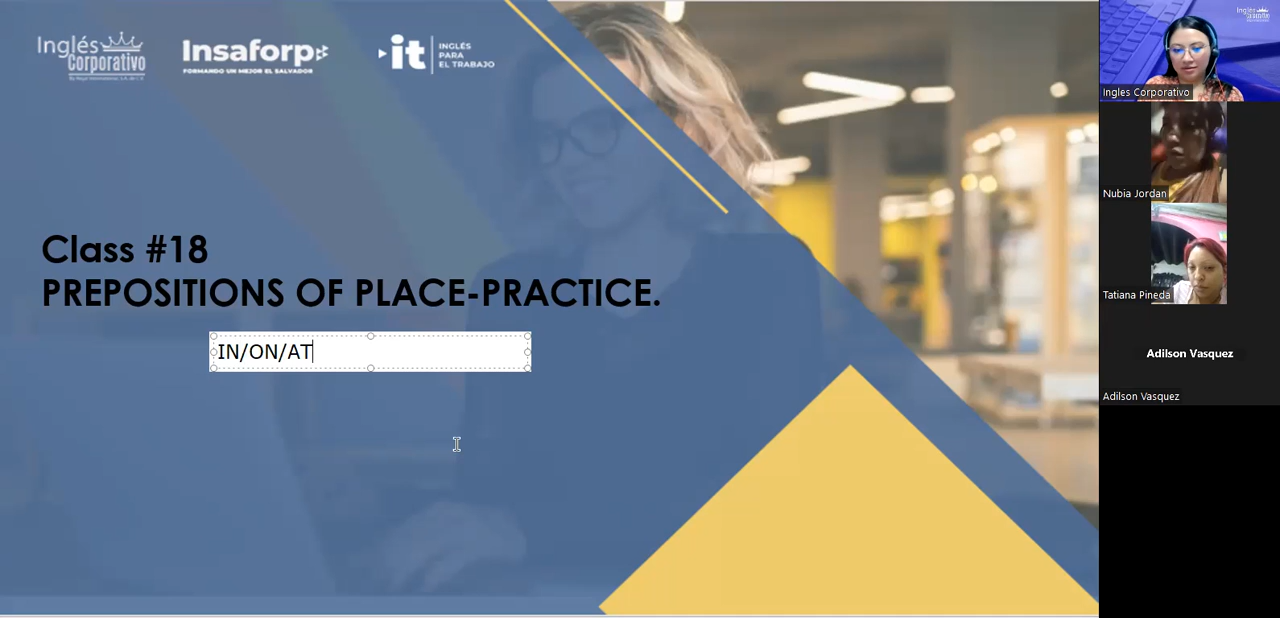 Inglés
Corporativo
Insaforp
FORMANDO UN MEJOR EL SALVADOR
it
INGLÉS
PARA
EL TRABAJO
Class #18
PREPOSITIONS OF PLACE-PRACTICE.
IN/ON/AT
Ingles Corporativo
Nubia Jordan
Tatiana Pineda
Adilson Vasquez
Adilson Vasquez